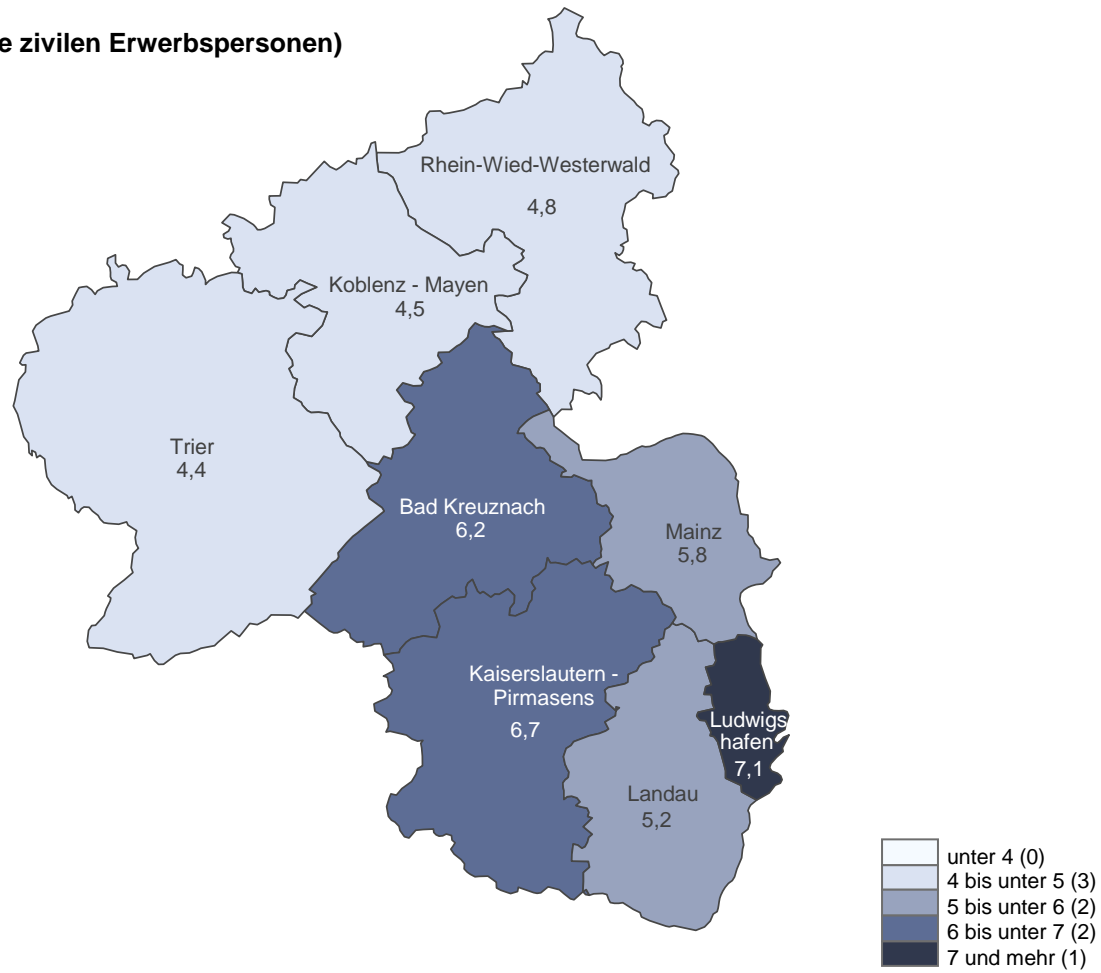 e zivilen Erwerbspersonen)
Rhein-Wied-Westerwald
4,8
Koblenz - Mayen
4,5
Trier
4,4
Bad Kreuznach
6,2
Mainz
5,8
Kaiserslautern -
Pirmasens
6,7
Ludwigs
hafen
7,1
Landau
5,2
unter 4 (0)
4 bis unter 5 (3)
5 bis unter 6 (2)
6 bis unter 7 (2)
7 und mehr (1)